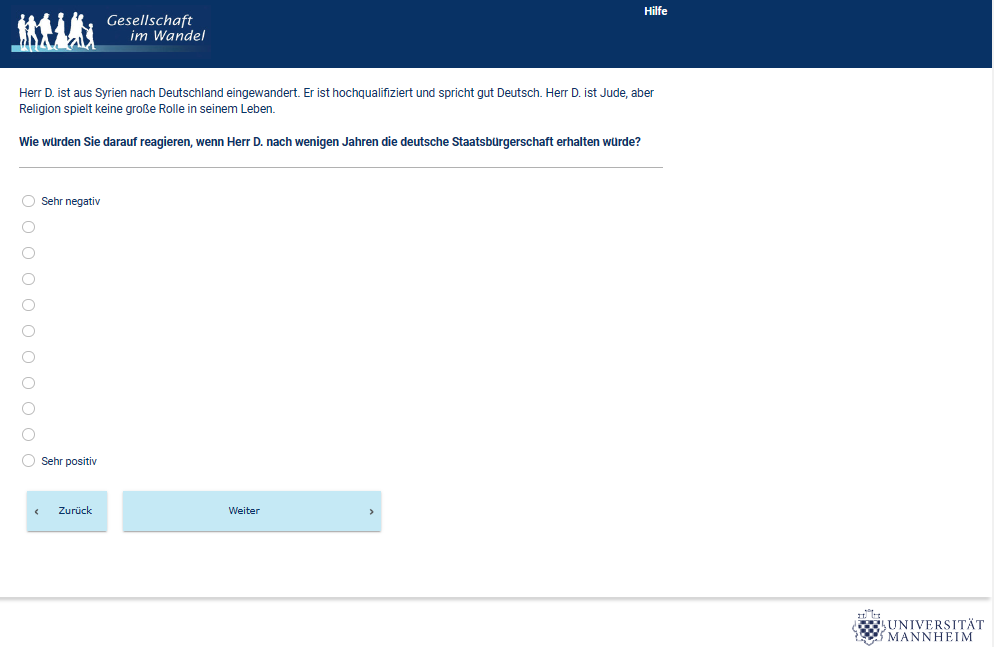 Gesellschaft
im Wandel
Hilfe
Herr D. ist aus Syrien nach Deutschland eingewandert. Er ist hochqualifiziert und spricht gut Deutsch. Herr D. ist Jude, aber
Religion spielt keine große Rolle in seinem Leben.
Wie würden Sie darauf reagieren, wenn Herr D. nach wenigen Jahren die deutsche Staatsbürgerschaft erhalten würde?
Sehr negativ
Sehr positiv
‹ Zurück
Weiter ›
UNIVERSITÄT
MANNHEIM